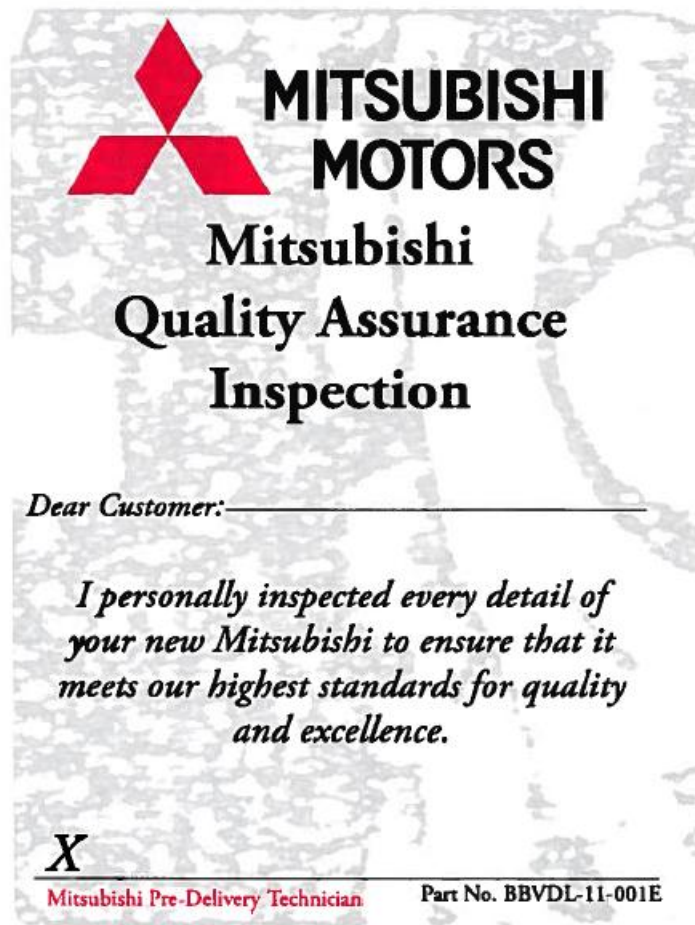 MITSUBISHI
MOTORS
Mitsubishi
Quality Assurance
Inspection
Dear Customer:
I personally inspected every detail of
your new Mitsubishi to ensure that it
meets our highest standards for quality
and excellence.
X
Mitsubishi Pre-Delivery Technician
Part No. BBVDL-11-001E